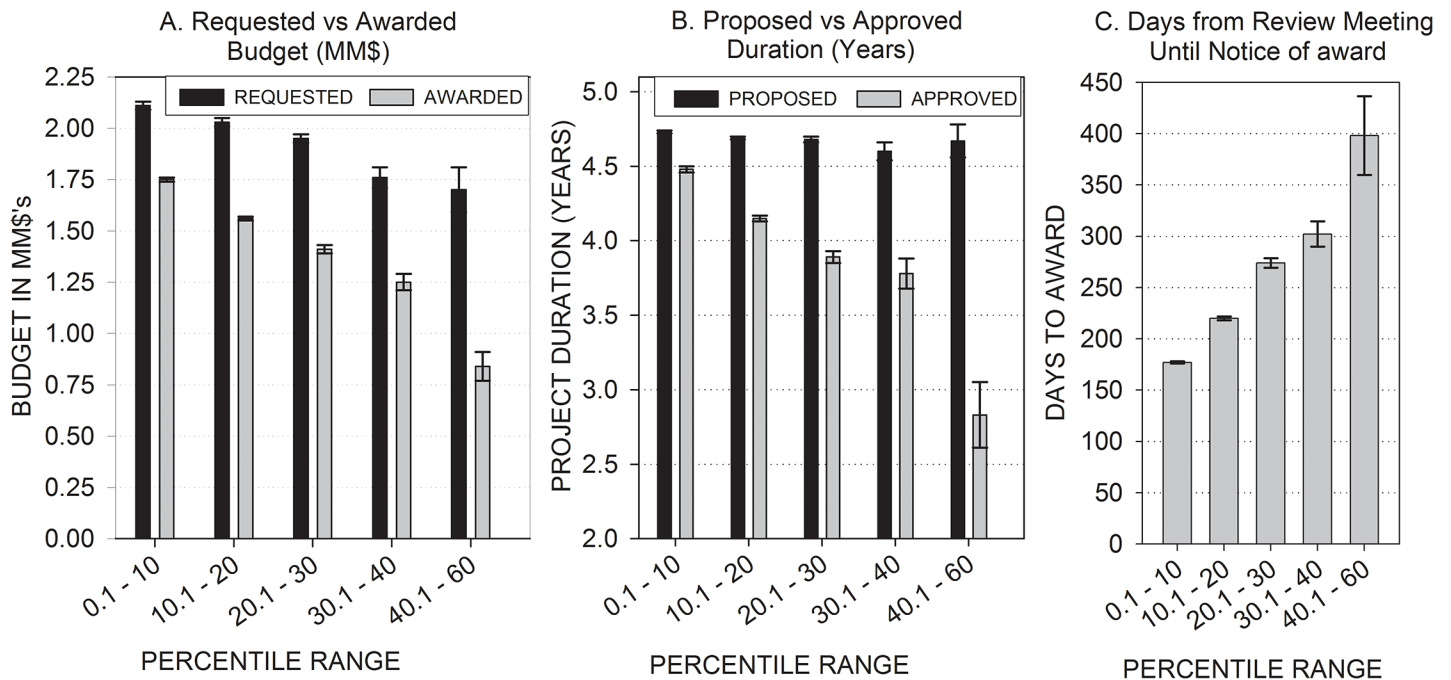 A. Requested vs Awarded
Budget (MM$)
REQUESTED AWARDED
BUDGET IN MM$'s
2.25
2.00
1.75
1.50
1.25
1.00
0.75
0.50
0.25
0.00
0.1 - 10
10.1 - 20
20.1 - 30
30.1 - 40
40.1 - 60
PERCENTILE RANGE
B. Proposed vs Approved
Duration (Years)
PROPOSED APPROVED
PROJECT DURATION (YEARS)
5.0
4.5
4.0
3.5
3.0
2.5
2.0
0.1 - 10
10.1 - 20
20.1 - 30
30.1 - 40
40.1 - 60
PERCENTILE RANGE
C. Days from Review Meeting
Until Notice of award
DAYS TO AWARD
450
400
350
300
250
200
150
100
50
0
0.1 - 10
10.1 - 20
20.1 - 30
30.1 - 40
40.1 - 60
PERCENTILE RANGE